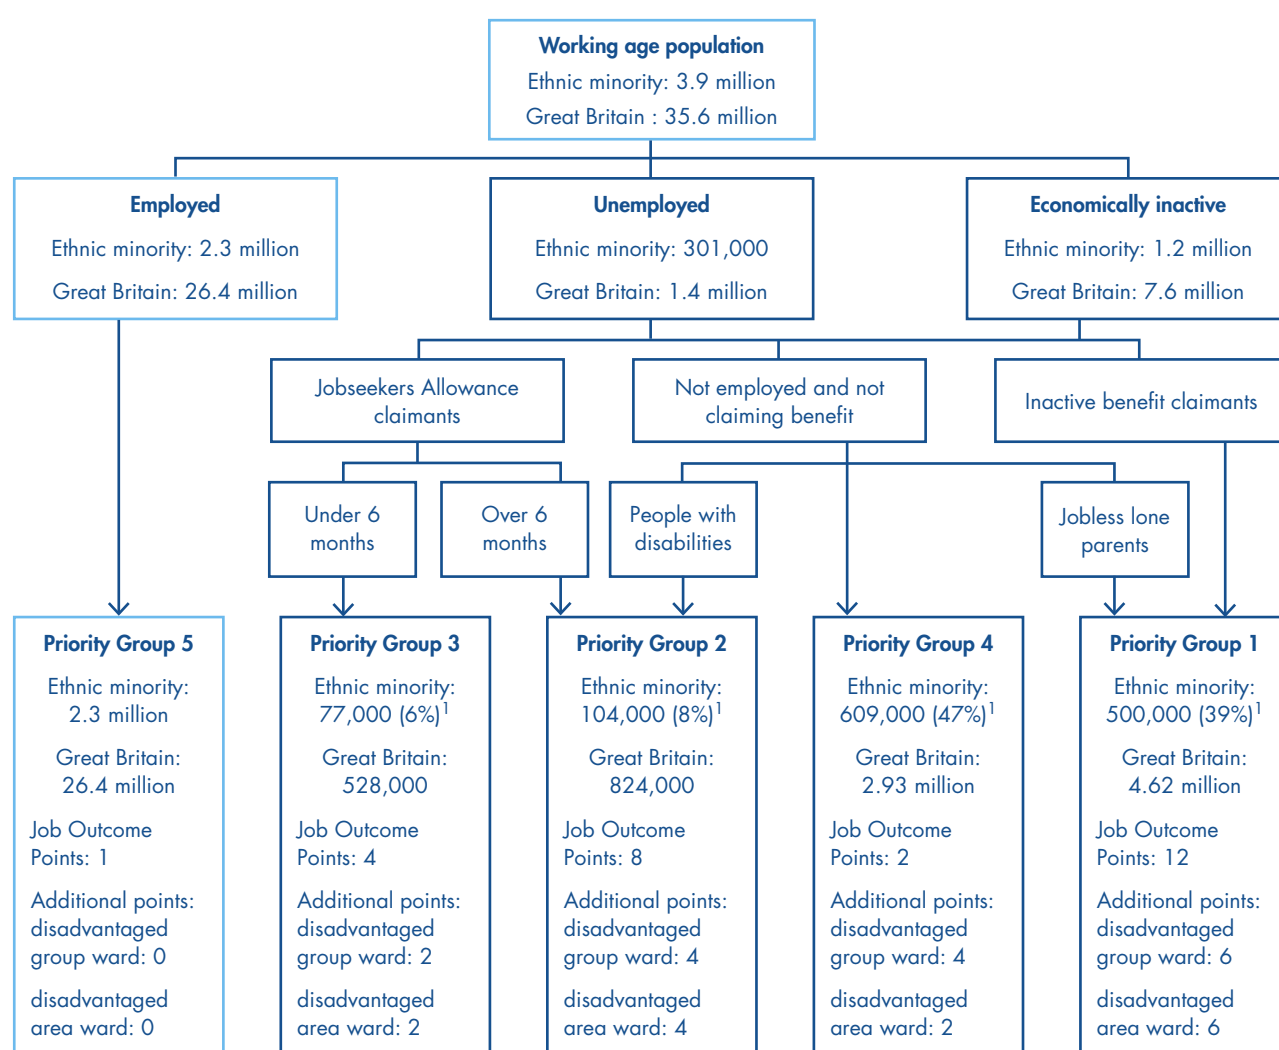 Working age population
Ethnic minority: 3.9 million
Great Britain : 35.6 million
Employed
Ethnic minority: 2.3 million
Great Britain: 26.4 million
Unemployed
Ethnic minority: 301,000
Great Britain: 1.4 million
Economically inactive
Ethnic minority: 1.2 million
Great Britain: 7.6 million
Jobseekers Allowance
claimants
Not employed and not
claiming benefit
Inactive benefit claimants
Under 6
months
Over 6
months
People with
disabilities
Jobless lone
parents
Priority Group 5
Ethnic minority:
2.3 million
Great Britain:
26.4 million
Job Outcome
Points: 1
Additional points:
disadvantaged
group ward: 0
disadvantaged
area ward: 0
Priority Group 3
Ethnic minority:
77,000 (6%)1
Great Britain:
528,000
Job Outcome
Points: 4
Additional points:
disadvantaged
group ward: 2
disadvantaged
area ward: 2
Priority Group 2
Ethnic minority:
104,000 (8%)1
Great Britain:
824,000
Job Outcome
Points: 8
Additional points:
disadvantaged
group ward: 4
disadvantaged
area ward: 4
Priority Group 4
Ethnic minority:
609,000 (47%)1
Great Britain:
2.93 million
Job Outcome
Points: 2
Additional points:
disadvantaged
group ward: 4
disadvantaged
area ward: 2
Priority Group 1
Ethnic minority:
500,000 (39%)1
Great Britain:
4.62 million
Job Outcome
Points: 12
Additional points:
disadvantaged
group ward: 6
disadvantaged
area ward: 6